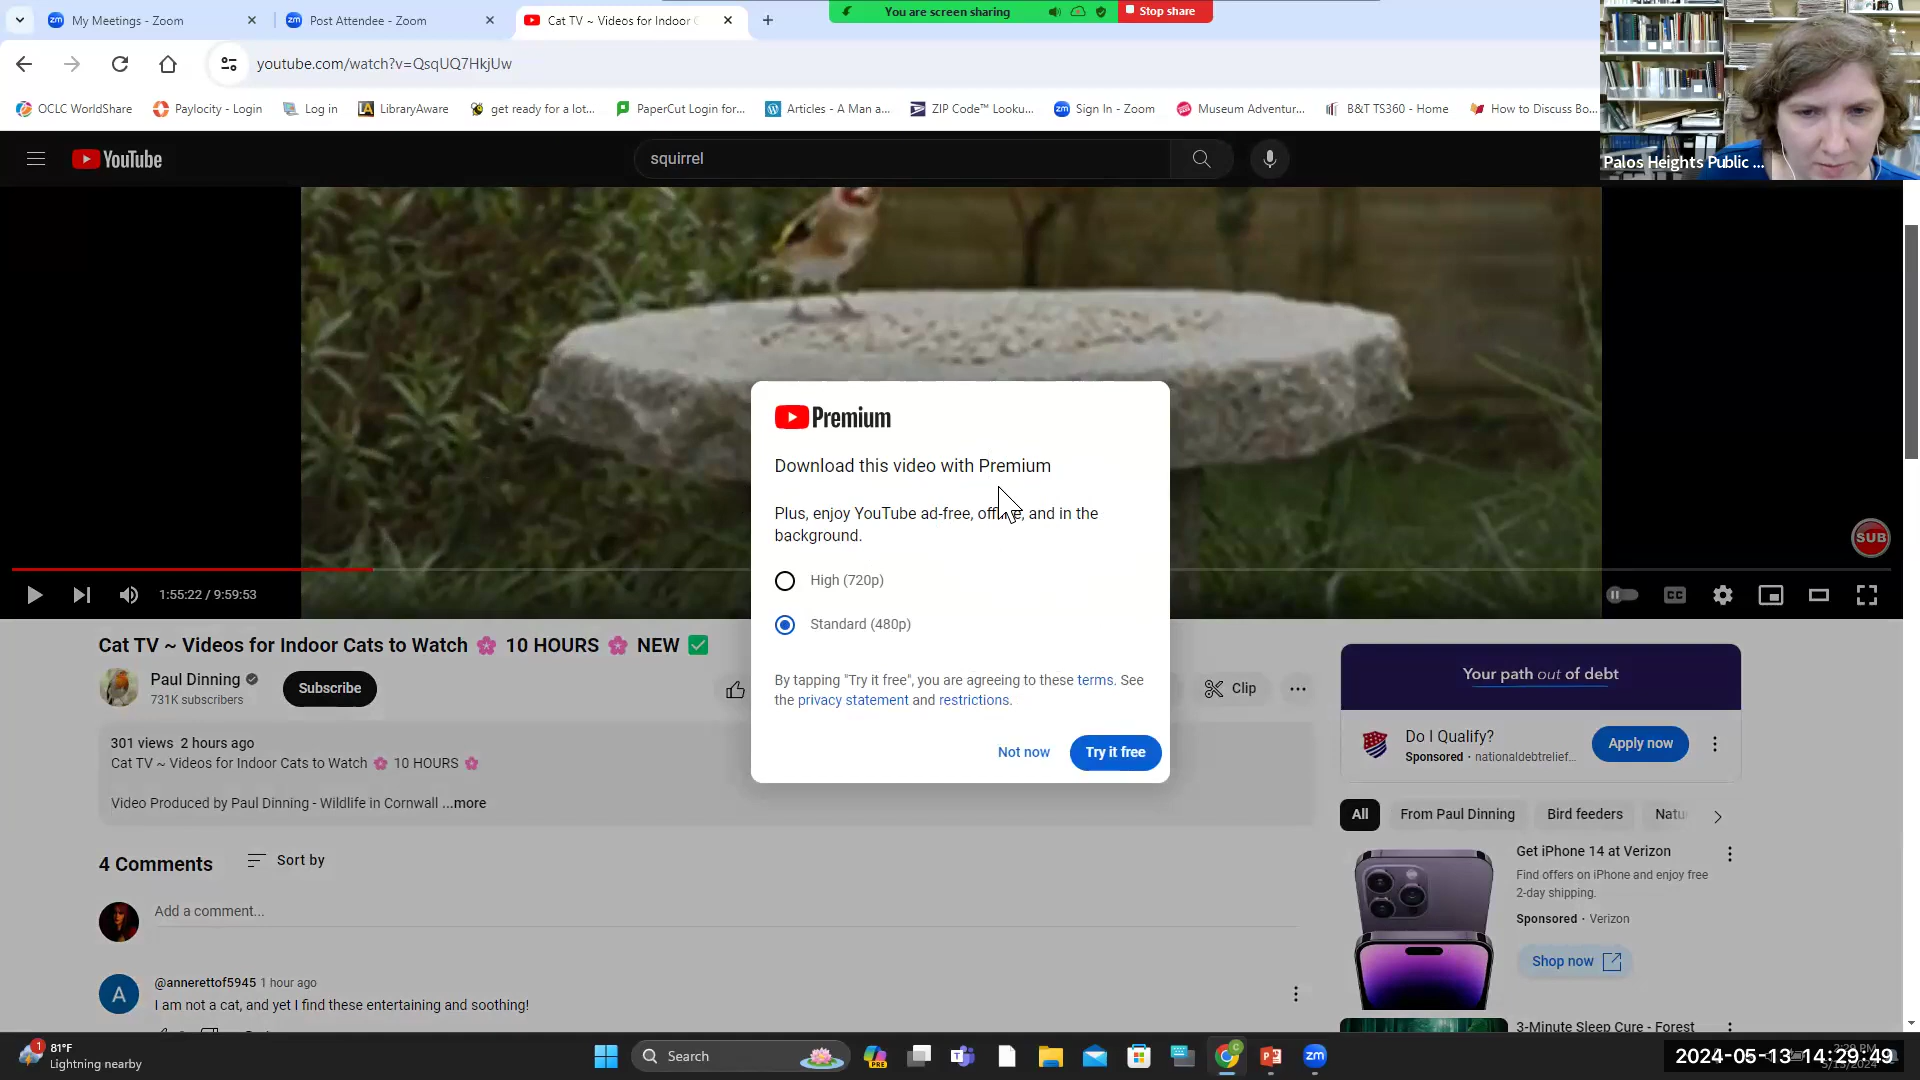 My Meetings - Zoom
Post Attendee - Zoom
Cat TV ~ Videos for Indoor C
You are screen sharing
Stop share
youtube.com/watch?v=QsqUQ7HkjUw
OCLC WorldShare
Paylocity - Login
Log in
LibraryAware
get ready for a lot...
PaperCut Login for...
Articles - A Man a...
ZIP Code™ Looku...
Sign In - Zoom
Museum Adventur...
B&T TS360 - Home
How to Discuss Bo...
Palos Heights Public ...
YouTube
squirrel
Premium
Download this video with Premium
Plus, enjoy YouTube ad-free, and in the
background.
High (720p)
Standard (480p)
By tapping "Try it free", you are agreeing to these terms. See
the privacy statement and restrictions.
Not now
Try it free
SUB
1:55:22 / 9:59:53
CC
Cat TV ~ Videos for Indoor Cats to Watch 🌸 10 HOURS 🌸 NEW ✅
Paul Dinning
731K subscribers
Subscribe
Clip
301 views 2 hours ago
Cat TV ~ Videos for Indoor Cats to Watch 🌸 10 HOURS 🌸
Video Produced by Paul Dinning - Wildlife in Cornwall ...more
4 Comments
Sort by
Add a comment...
A
@annerettof5945 1 hour ago
I am not a cat, and yet I find these entertaining and soothing!
Your path out of debt
Do I Qualify?
Sponsored · nationaldebtrelief...
Apply now
All
From Paul Dinning
Bird feeders
Natu
Get iPhone 14 at Verizon
Find offers on iPhone and enjoy free
2-day shipping.
Sponsored · Verizon
Shop now
3-Minute Sleep Cure - Forest
1
81°F
Lightning nearby
Search
PRE
zm
2024-05-13 14:29:49